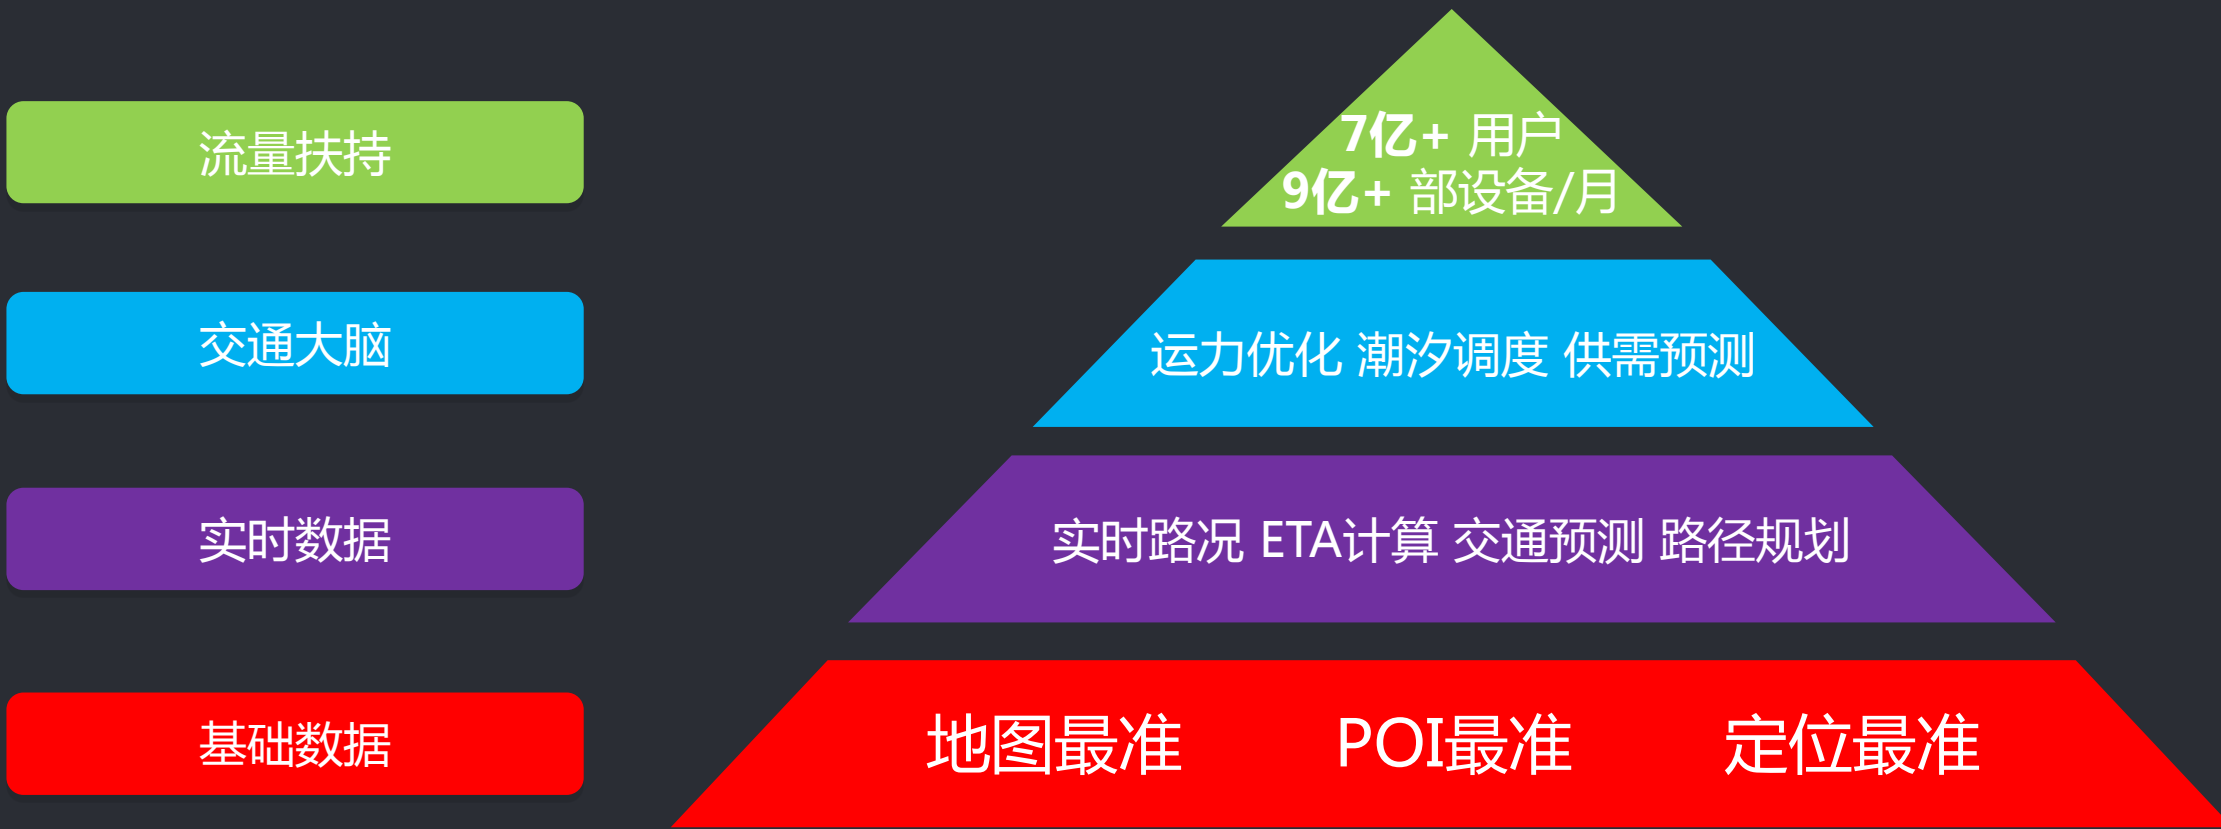 流量扶持
7亿+ 用户
9亿+ 部设备/月
交通大脑
运力优化 潮汐调度 供需预测
实时数据
实时路况 ETA计算 交通预测 路径规划
基础数据
地图最准 POI最准 定位最准